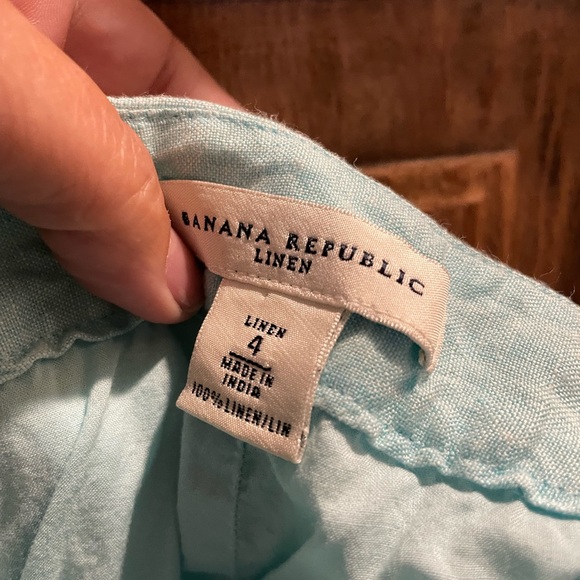 BANANA REPUBLIC
LINEN
LINEN
4
MADE IN
INDIA
100% LINEN/LIN